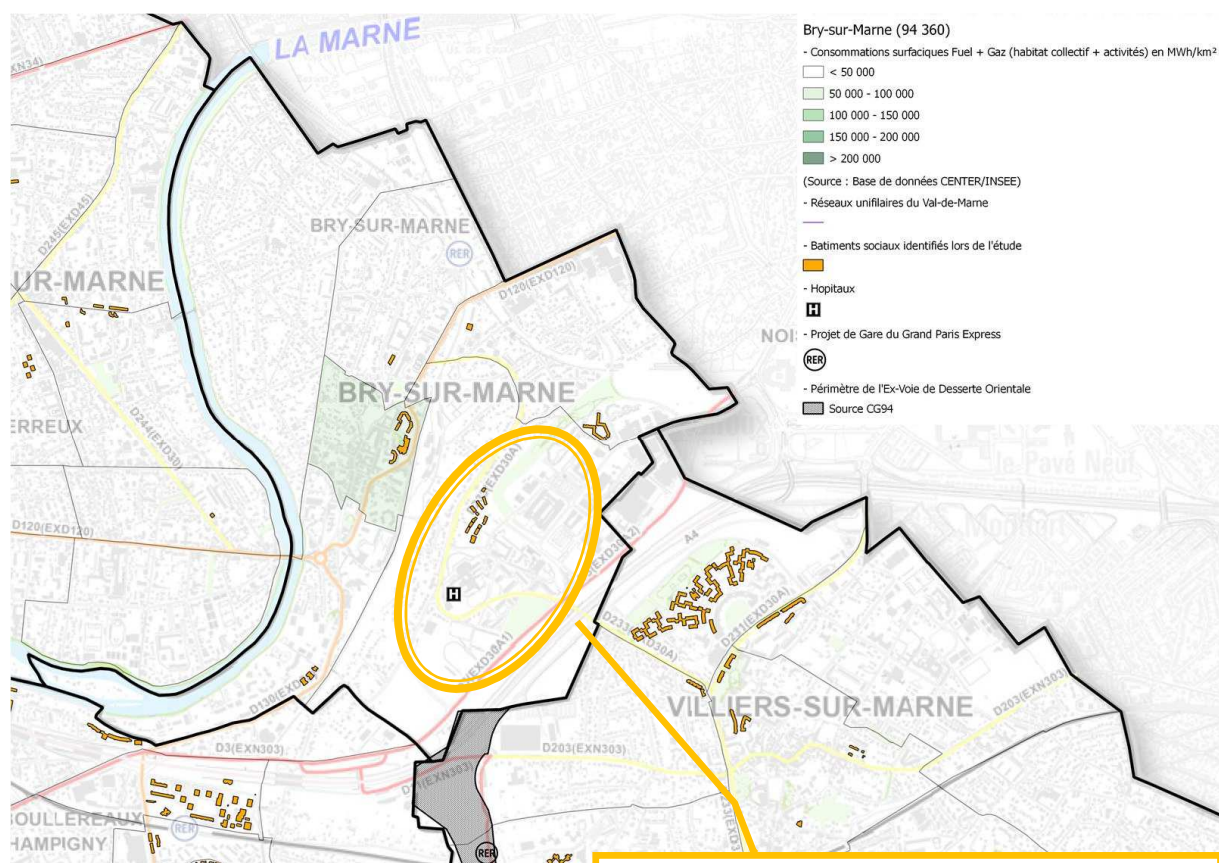 Bry-sur-Marne (94 360)
- Consommations surfaciques Fuel + Gaz (habitat collectif + activités) en MWh/km²
< 50 000
50 000 - 100 000
100 000 - 150 000
150 000 - 200 000
> 200 000
(Source : Base de données CENTER/INSEE)
- Réseaux unifilaires du Val-de-Marne
- Batiments sociaux identifiés lors de l'étude
- Hopitaux
H
- Projet de Gare du Grand Paris Express
RER
- Périmètre de l'Ex-Voie de Desserte Orientale
Source CG94
LA MARNE
D245(EXD45)
BRY-SUR-MARNE
RER
D120(EXD120)
UR-MARNE
NOI
BRY-SUR-MARNE
ERREUX
D244(EXD30)
(EXD30A)
le Pavé Neuf
D120(EXD120)
A4
H
D231(EXD30A)
VILLIERS-SUR-MARNE
D203(EXN303)
D3(EXN303)
D203(EXN303)
BOULLEREAUX
HAMPIGNY
RER
RER